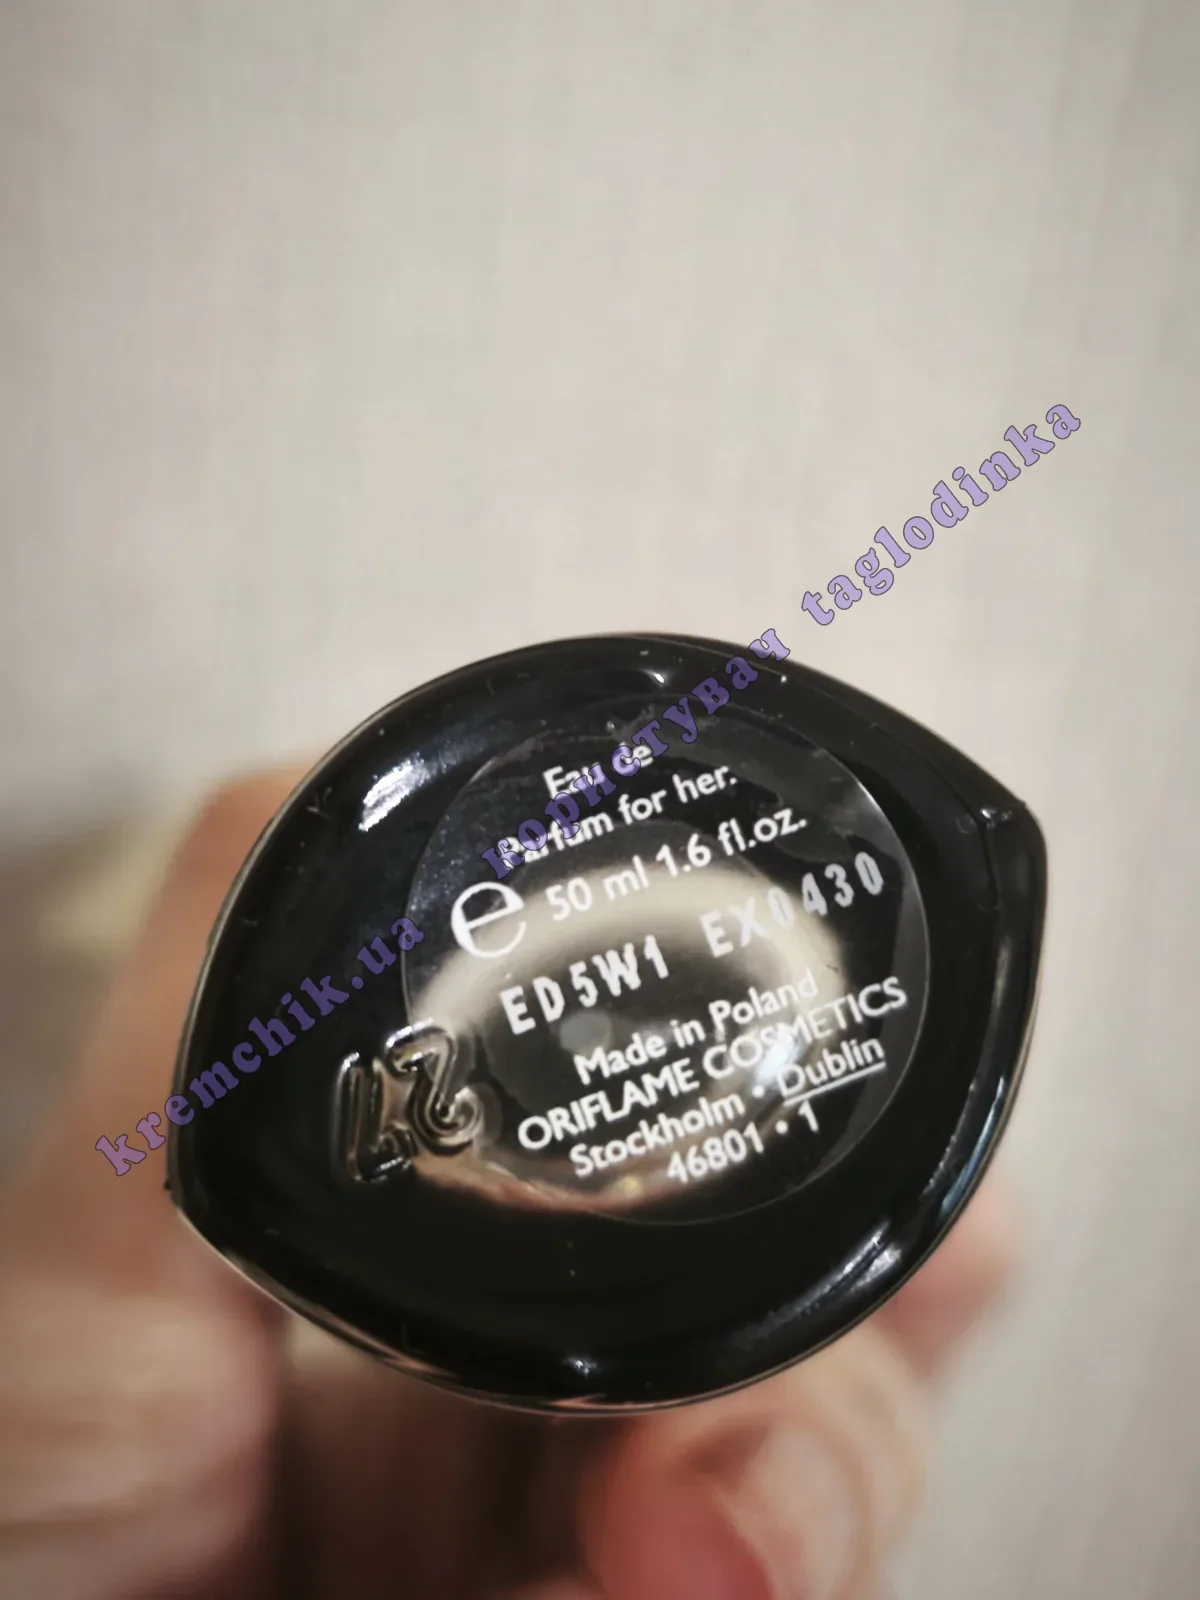 Eau de
Parfum for her.
e 50 ml 1.6 fl.oz.
ED5W1 EX0430
Made in Poland
ORIFLAME COSMETICS
Stockholm • Dublin
46801 • 1
21
kremchik.ua користувач taglodinka